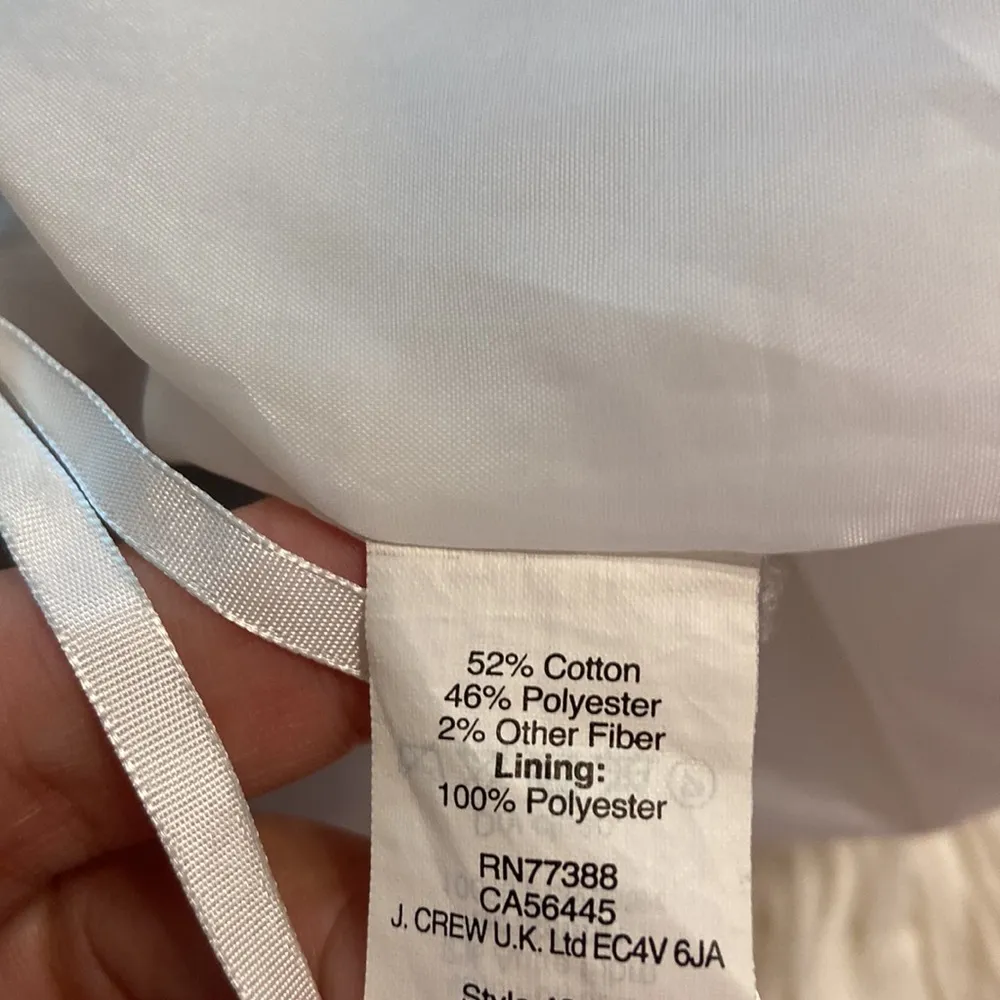 52% Cotton
46% Polyester
2% Other Fiber
Lining:
100% Polyester
RN77388
CA56445
J. CREW U.K. Ltd EC4V 6JA